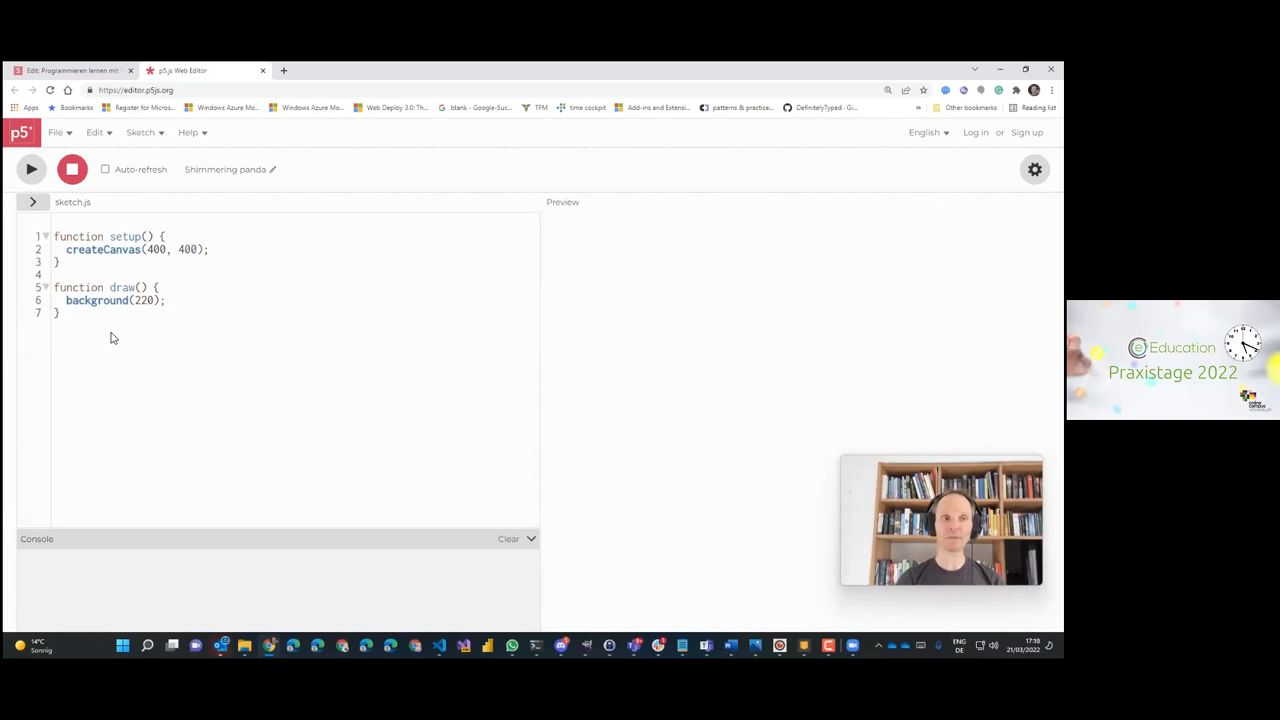 Edit: Programmieren lernen mit
p5.js Web Editor
https://editor.p5js.org
Apps
Bookmarks
Register for Micros...
Windows Azure Mo...
Windows Azure Mo...
Web Deploy 3.0: Th...
blank - Google-Suc...
TFM
time cockpit
Add-ins and Extensi...
patterns & practice...
DefinitelyTyped · Gi...
»
Other bookmarks
Reading list
p5*
File
Edit
Sketch
Help
English
Log in or Sign up
Auto-refresh
Shimmering panda
sketch.js
Preview
1 function setup() {
2 createCanvas(400, 400);
3 }
4
5 function draw() {
6 background(220);
7 }
Console
Clear
eEducation
Praxistage 2022
14°C
Sonnig
ENG
DE
17:19
21/03/2022